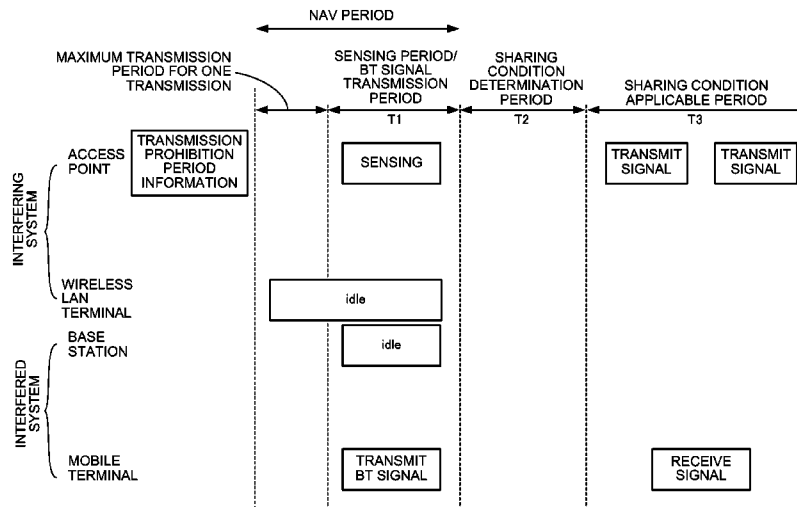 NAV PERIOD
MAXIMUM TRANSMISSION
PERIOD FOR ONE
TRANSMISSION
SENSING PERIOD/
BT SIGNAL
TRANSMISSION
PERIOD
SHARING
CONDITION
DETERMINATION
PERIOD
SHARING CONDITION
APPLICABLE PERIOD
T1
T2
T3
INTERFERING
SYSTEM
ACCESS
POINT
TRANSMISSION
PROHIBITION
PERIOD
INFORMATION
SENSING
TRANSMIT
SIGNAL
TRANSMIT
SIGNAL
WIRELESS
LAN
TERMINAL
idle
INTERFERED
SYSTEM
BASE
STATION
idle
MOBILE
TERMINAL
TRANSMIT
BT SIGNAL
RECEIVE
SIGNAL